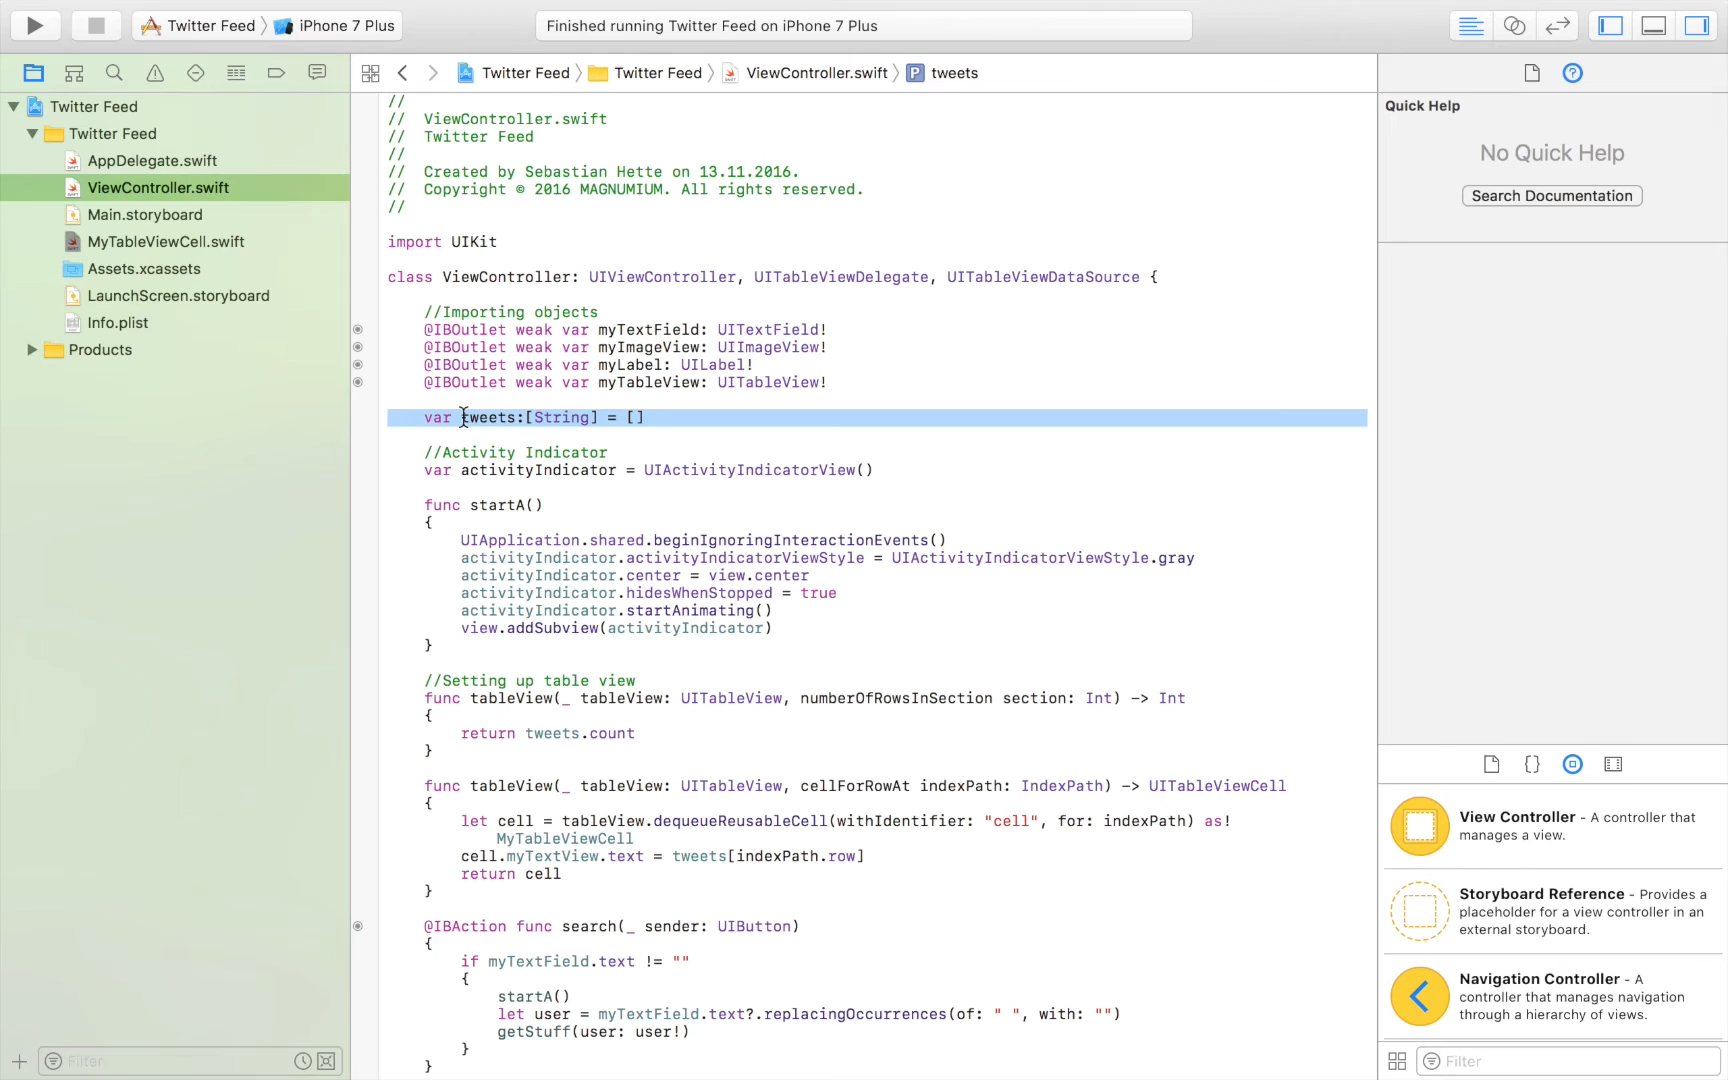 Twitter Feed 〉 iPhone 7 Plus
Finished running Twitter Feed on iPhone 7 Plus
Twitter Feed 〉 Twitter Feed 〉 ViewController.swift 〉 P tweets
Twitter Feed
Twitter Feed
AppDelegate.swift
ViewController.swift
Main.storyboard
MyTableViewCell.swift
Assets.xcassets
LaunchScreen.storyboard
Info.plist
Products
Filter
//
//  ViewController.swift
//  Twitter Feed
//
//  Created by Sebastian Hette on 13.11.2016.
//  Copyright © 2016 MAGNUMIUM. All rights reserved.
//
import UIKit
class ViewController: UIViewController, UITableViewDelegate, UITableViewDataSource {
//Importing objects
@IBOutlet weak var myTextField: UITextField!
@IBOutlet weak var myImageView: UIImageView!
@IBOutlet weak var myLabel: UILabel!
@IBOutlet weak var myTableView: UITableView!
var tweets:[String] = []
//Activity Indicator
var activityIndicator = UIActivityIndicatorView()
func startA()
{
UIApplication.shared.beginIgnoringInteractionEvents()
activityIndicator.activityIndicatorViewStyle = UIActivityIndicatorViewStyle.gray
activityIndicator.center = view.center
activityIndicator.hidesWhenStopped = true
activityIndicator.startAnimating()
view.addSubview(activityIndicator)
}
//Setting up table view
func tableView(_ tableView: UITableView, numberOfRowsInSection section: Int) -> Int
{
return tweets.count
}
func tableView(_ tableView: UITableView, cellForRowAt indexPath: IndexPath) -> UITableViewCell
{
let cell = tableView.dequeueReusableCell(withIdentifier: "cell", for: indexPath) as!
MyTableViewCell
cell.myTextView.text = tweets[indexPath.row]
return cell
}
@IBAction func search(_ sender: UIButton)
{
if myTextField.text != ""
{
startA()
let user = myTextField.text?.replacingOccurrences(of: " ", with: "")
getStuff(user: user!)
}
}
Quick Help
No Quick Help
Search Documentation
{}
View Controller - A controller that
manages a view.
Storyboard Reference - Provides a
placeholder for a view controller in an
external storyboard.
Navigation Controller - A
controller that manages navigation
through a hierarchy of views.
Filter